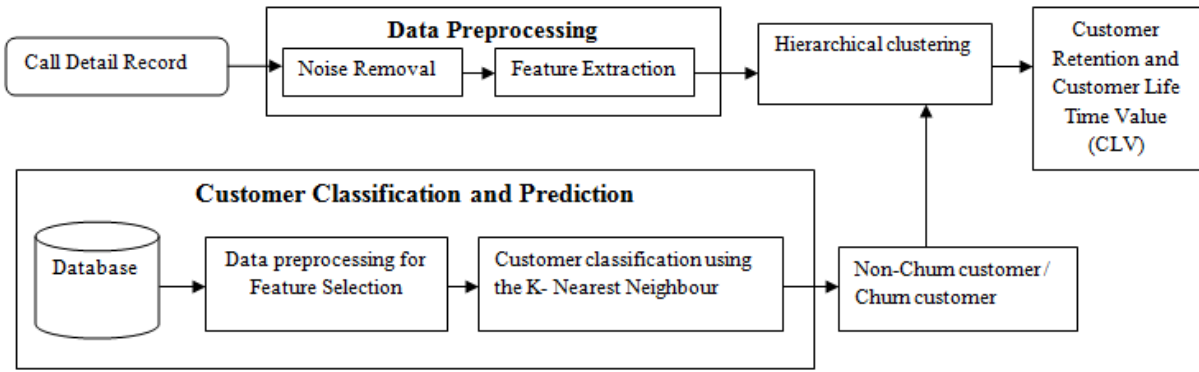 Data Preprocessing
Call Detail Record
Noise Removal
Feature Extraction
Hierarchical clustering
Customer
Retention and
Customer Life
Time Value
(CLV)
Customer Classification and Prediction
Database
Data preprocessing for
Feature Selection
Customer classification using
the K- Nearest Neighbour
Non-Churn customer /
Churn customer